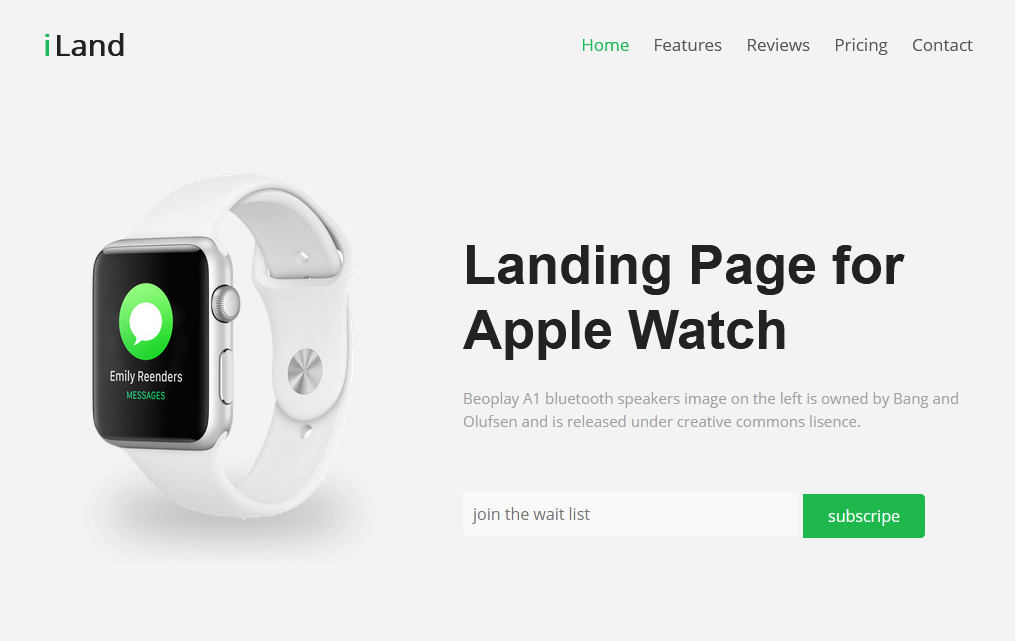 iLand
Home Features Reviews Pricing Contact
Emily Reenders
MESSAGES
Landing Page for
Apple Watch
Beoplay A1 bluetooth speakers image on the left is owned by Bang and
Olufsen and is released under creative commons lisence.
join the wait list
subscripe